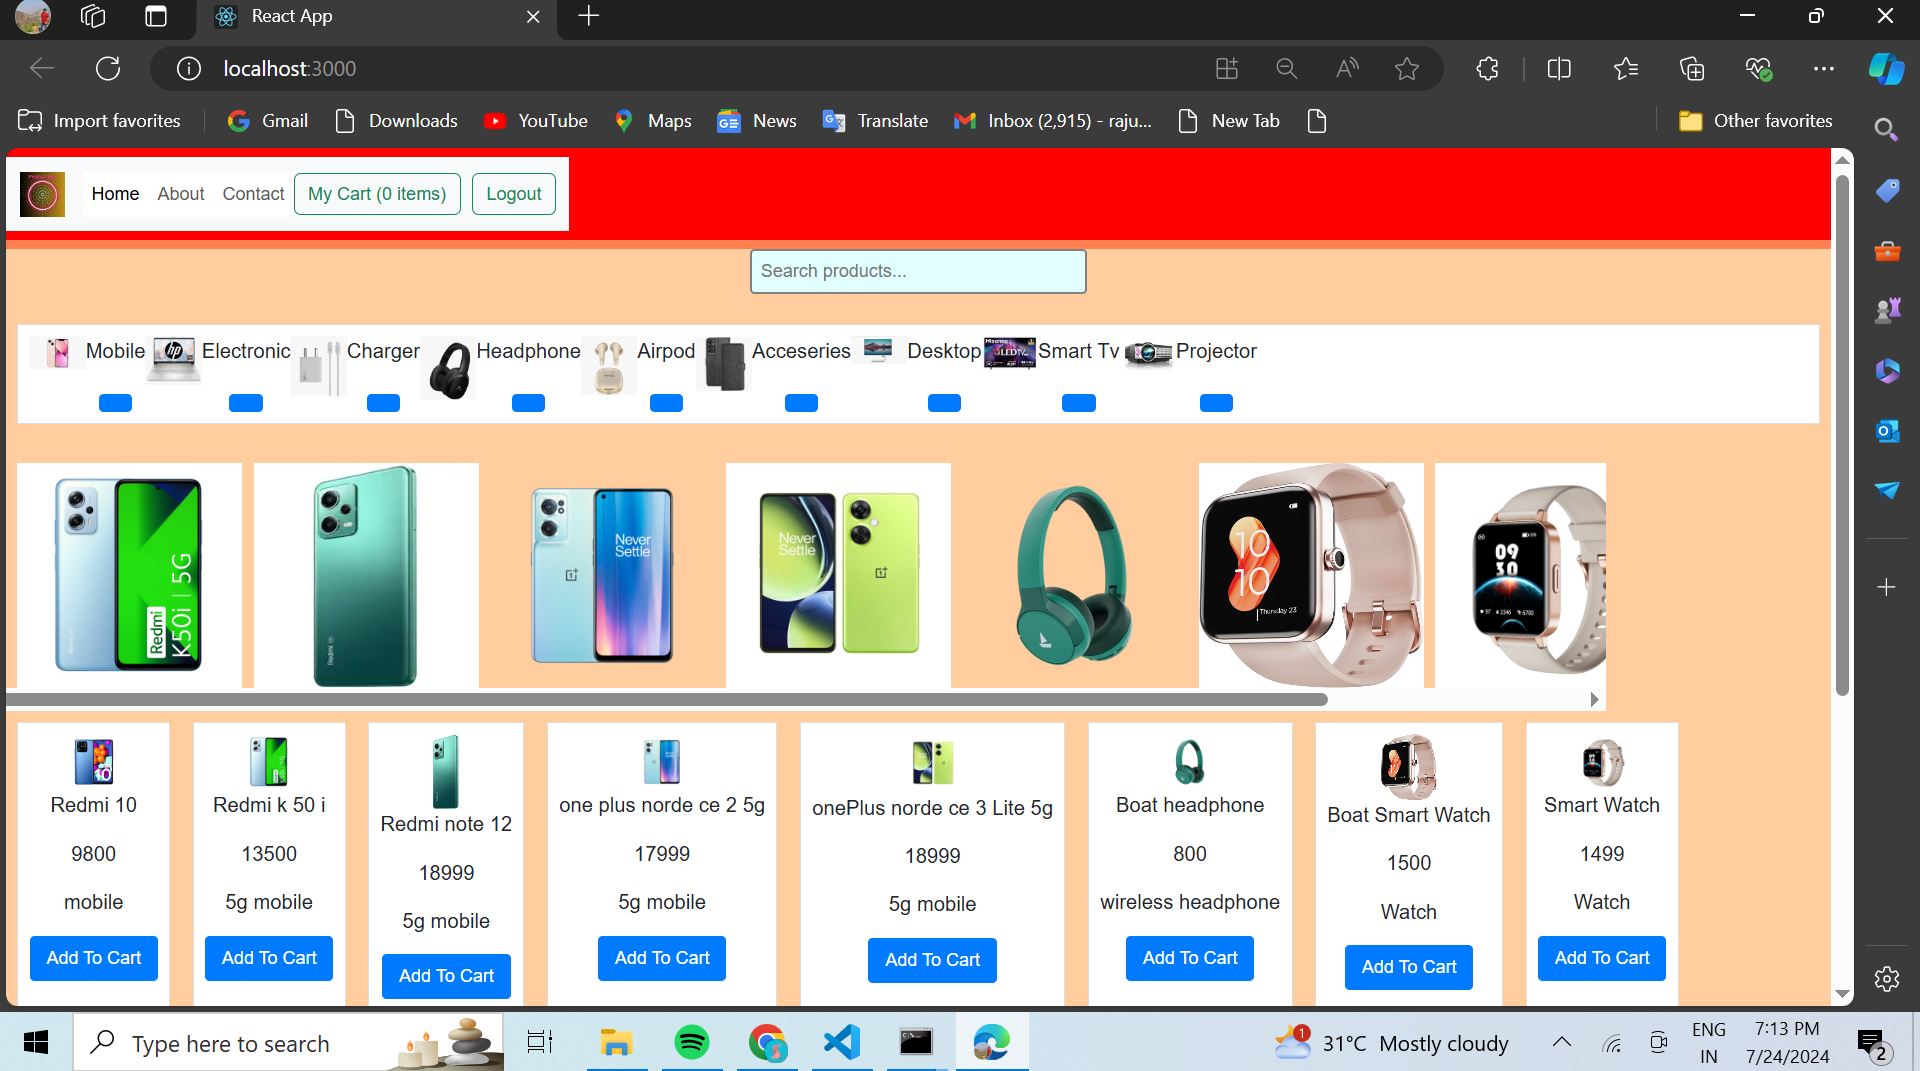 React App
localhost:3000
Import favorites
Gmail
Downloads
YouTube
Maps
News
Translate
Inbox (2,915) - raju...
New Tab
Other favorites
Home
About
Contact
My Cart (0 items)
Logout
Search products...
Mobile
Electronic
Charger
Headphone
Airpod
Acceseries
Desktop
Smart Tv
Projector
Redmi
K50i | 5G
Never
Settle
Never
Settle
10
10
Thursday 23
09
30
Redmi 10
9800
mobile
Add To Cart
Redmi k 50 i
13500
5g mobile
Add To Cart
Redmi note 12
18999
5g mobile
Add To Cart
one plus norde ce 2 5g
17999
5g mobile
Add To Cart
onePlus norde ce 3 Lite 5g
18999
5g mobile
Add To Cart
Boat headphone
800
wireless headphone
Add To Cart
Boat Smart Watch
1500
Watch
Add To Cart
Smart Watch
1499
Watch
Add To Cart
Type here to search
1
31°C Mostly cloudy
ENG
IN
7:13 PM
7/24/2024
2